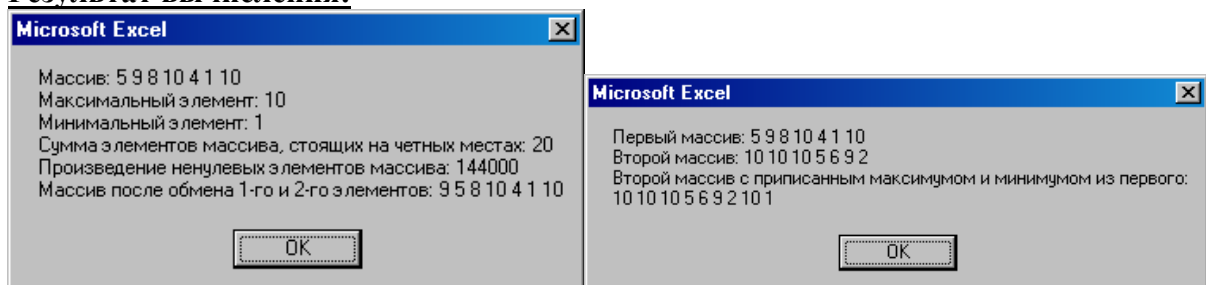 Microsoft Excel
Массив: 5 9 8 10 4 1 10
Максимальный элемент: 10
Минимальный элемент: 1
Сумма элементов массива, стоящих на четных местах: 20
Произведение ненулевых элементов массива: 144000
Массив после обмена 1-го и 2-го элементов: 9 5 8 10 4 1 10
OK
Microsoft Excel
Первый массив: 5 9 8 10 4 1 10
Второй массив: 10 10 10 5 6 9 2
Второй массив с приписанным максимумом и минимумом из первого:
10 10 10 5 6 9 2 10 1
OK